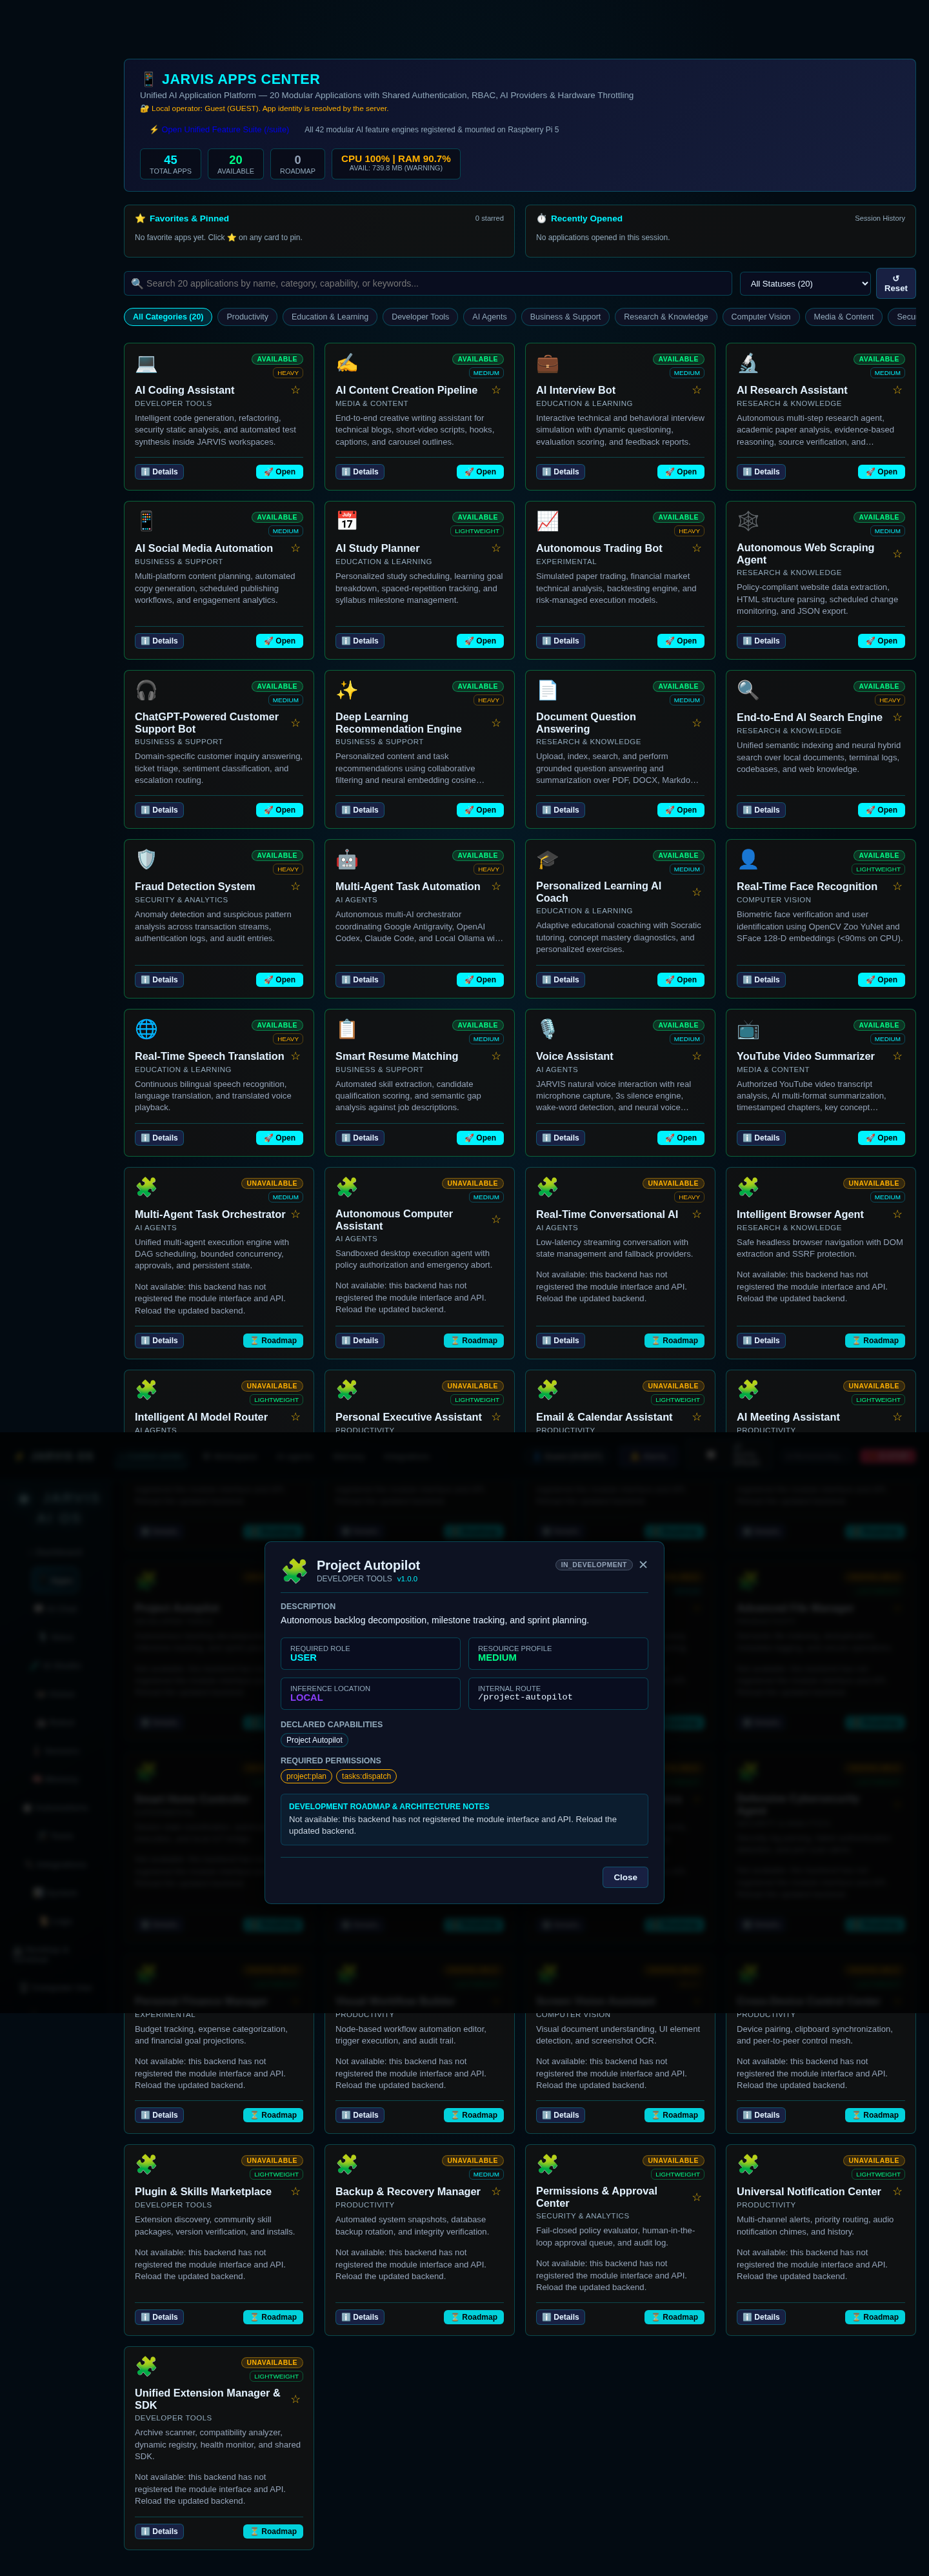 JARVIS APPS CENTER
Unified AI Application Platform — 20 Modular Applications with Shared Authentication, RBAC, AI Providers & Hardware Throttling
Local operator: Guest (GUEST). App identity is resolved by the server.
All 42 modular AI feature engines registered & mounted on Raspberry Pi 5
45
TOTAL APPS
20
AVAILABLE
0
ROADMAP
CPU 100% | RAM 90.7%
AVAIL: 739.8 MB (WARNING)
Favorites & Pinned
0 starred
No favorite apps yet. Click ⭐ on any card to pin.
Recently Opened
Session History
No applications opened in this session.
Search 20 applications by name, category, capability, or keywords...
All Statuses (20)
↺
Reset
All Categories (20)
Productivity
Education & Learning
Developer Tools
AI Agents
Business & Support
Research & Knowledge
Computer Vision
Media & Content
Secu
AVAILABLE
HEAVY
AI Coding Assistant
DEVELOPER TOOLS
Intelligent code generation, refactoring,
security static analysis, and automated test
synthesis inside JARVIS workspaces.
Details
Open
AVAILABLE
MEDIUM
AI Content Creation Pipeline
MEDIA & CONTENT
End-to-end creative writing assistant for
technical blogs, short-video scripts, hooks,
captions, and carousel outlines.
Details
Open
AVAILABLE
MEDIUM
AI Interview Bot
EDUCATION & LEARNING
Interactive technical and behavioral interview
simulation with dynamic questioning,
evaluation scoring, and feedback reports.
Details
Open
AVAILABLE
MEDIUM
AI Research Assistant
RESEARCH & KNOWLEDGE
Autonomous multi-step research agent,
academic paper analysis, evidence-based
reasoning, source verification, and…
Details
Open
AVAILABLE
MEDIUM
AI Social Media Automation
BUSINESS & SUPPORT
Multi-platform content planning, automated
copy generation, scheduled publishing
workflows, and engagement analytics.
Details
Open
AVAILABLE
LIGHTWEIGHT
AI Study Planner
EDUCATION & LEARNING
Personalized study scheduling, learning goal
breakdown, spaced-repetition tracking, and
syllabus milestone management.
Details
Open
AVAILABLE
HEAVY
Autonomous Trading Bot
EXPERIMENTAL
Simulated paper trading, financial market
technical analysis, backtesting engine, and
risk-managed execution models.
Details
Open
AVAILABLE
MEDIUM
Autonomous Web Scraping
Agent
RESEARCH & KNOWLEDGE
Policy-compliant website data extraction,
HTML structure parsing, scheduled change
monitoring, and JSON export.
Details
Open
AVAILABLE
MEDIUM
ChatGPT-Powered Customer
Support Bot
BUSINESS & SUPPORT
Domain-specific customer inquiry answering,
ticket triage, sentiment classification, and
escalation routing.
Details
Open
AVAILABLE
HEAVY
Deep Learning
Recommendation Engine
BUSINESS & SUPPORT
Personalized content and task
recommendations using collaborative
filtering and neural embedding cosine…
Details
Open
AVAILABLE
MEDIUM
Document Question
Answering
RESEARCH & KNOWLEDGE
Upload, index, search, and perform
grounded question answering and
summarization over PDF, DOCX, Markdo…
Details
Open
AVAILABLE
HEAVY
End-to-End AI Search Engine
RESEARCH & KNOWLEDGE
Unified semantic indexing and neural hybrid
search over local documents, terminal logs,
codebases, and web knowledge.
Details
Open
AVAILABLE
HEAVY
Fraud Detection System
SECURITY & ANALYTICS
Anomaly detection and suspicious pattern
analysis across transaction streams,
authentication logs, and audit entries.
Details
Open
AVAILABLE
HEAVY
Multi-Agent Task Automation
AI AGENTS
Autonomous multi-AI orchestrator
coordinating Google Antigravity, OpenAI
Codex, Claude Code, and Local Ollama wi…
Details
Open
AVAILABLE
MEDIUM
Personalized Learning AI
Coach
EDUCATION & LEARNING
Adaptive educational coaching with Socratic
tutoring, concept mastery diagnostics, and
personalized exercises.
Details
Open
AVAILABLE
LIGHTWEIGHT
Real-Time Face Recognition
COMPUTER VISION
Biometric face verification and user
identification using OpenCV Zoo YuNet and
SFace 128-D embeddings (<90ms on CPU).
Details
Open
AVAILABLE
HEAVY
Real-Time Speech Translation
EDUCATION & LEARNING
Continuous bilingual speech recognition,
language translation, and translated voice
playback.
Details
Open
AVAILABLE
MEDIUM
Smart Resume Matching
BUSINESS & SUPPORT
Automated skill extraction, candidate
qualification scoring, and semantic gap
analysis against job descriptions.
Details
Open
AVAILABLE
MEDIUM
Voice Assistant
AI AGENTS
JARVIS natural voice interaction with real
microphone capture, 3s silence engine,
wake-word detection, and neural voice…
Details
Open
AVAILABLE
MEDIUM
YouTube Video Summarizer
MEDIA & CONTENT
Authorized YouTube video transcript
analysis, AI multi-format summarization,
timestamped chapters, key concept…
Details
Open
UNAVAILABLE
MEDIUM
Multi-Agent Task Orchestrator
AI AGENTS
Unified multi-agent execution engine with
DAG scheduling, bounded concurrency,
approvals, and persistent state.
Not available: this backend has not
registered the module interface and API.
Reload the updated backend.
Details
Roadmap
UNAVAILABLE
MEDIUM
Autonomous Computer
Assistant
AI AGENTS
Sandboxed desktop execution agent with
policy authorization and emergency abort.
Not available: this backend has not
registered the module interface and API.
Reload the updated backend.
Details
Roadmap
UNAVAILABLE
HEAVY
Real-Time Conversational AI
AI AGENTS
Low-latency streaming conversation with
state management and fallback providers.
Not available: this backend has not
registered the module interface and API.
Reload the updated backend.
Details
Roadmap
UNAVAILABLE
MEDIUM
Intelligent Browser Agent
RESEARCH & KNOWLEDGE
Safe headless browser navigation with DOM
extraction and SSRF protection.
Not available: this backend has not
registered the module interface and API.
Reload the updated backend.
Details
Roadmap
UNAVAILABLE
LIGHTWEIGHT
Intelligent AI Model Router
AI AGENTS
UNAVAILABLE
LIGHTWEIGHT
Personal Executive Assistant
PRODUCTIVITY
UNAVAILABLE
LIGHTWEIGHT
Email & Calendar Assistant
PRODUCTIVITY
UNAVAILABLE
LIGHTWEIGHT
AI Meeting Assistant
PRODUCTIVITY
Project Autopilot
DEVELOPER TOOLS v1.0.0
IN_DEVELOPMENT
✕
DESCRIPTION
Autonomous backlog decomposition, milestone tracking, and sprint planning.
REQUIRED ROLE
USER
RESOURCE PROFILE
MEDIUM
INFERENCE LOCATION
LOCAL
INTERNAL ROUTE
/project-autopilot
DECLARED CAPABILITIES
Project Autopilot
REQUIRED PERMISSIONS
project:plan
tasks:dispatch
DEVELOPMENT ROADMAP & ARCHITECTURE NOTES
Not available: this backend has not registered the module interface and API. Reload the
updated backend.
Close
EXPERIMENTAL
Budget tracking, expense categorization,
and financial goal projections.
Not available: this backend has not
registered the module interface and API.
Reload the updated backend.
Details
Roadmap
PRODUCTIVITY
Node-based workflow automation editor,
trigger execution, and audit trail.
Not available: this backend has not
registered the module interface and API.
Reload the updated backend.
Details
Roadmap
COMPUTER VISION
Visual document understanding, UI element
detection, and screenshot OCR.
Not available: this backend has not
registered the module interface and API.
Reload the updated backend.
Details
Roadmap
PRODUCTIVITY
Device pairing, clipboard synchronization,
and peer-to-peer control mesh.
Not available: this backend has not
registered the module interface and API.
Reload the updated backend.
Details
Roadmap
UNAVAILABLE
LIGHTWEIGHT
Plugin & Skills Marketplace
DEVELOPER TOOLS
Extension discovery, community skill
packages, version verification, and installs.
Not available: this backend has not
registered the module interface and API.
Reload the updated backend.
Details
Roadmap
UNAVAILABLE
MEDIUM
Backup & Recovery Manager
PRODUCTIVITY
Automated system snapshots, database
backup rotation, and integrity verification.
Not available: this backend has not
registered the module interface and API.
Reload the updated backend.
Details
Roadmap
UNAVAILABLE
LIGHTWEIGHT
Permissions & Approval
Center
SECURITY & ANALYTICS
Fail-closed policy evaluator, human-in-the-
loop approval queue, and audit log.
Not available: this backend has not
registered the module interface and API.
Reload the updated backend.
Details
Roadmap
UNAVAILABLE
LIGHTWEIGHT
Universal Notification Center
PRODUCTIVITY
Multi-channel alerts, priority routing, audio
notification chimes, and history.
Not available: this backend has not
registered the module interface and API.
Reload the updated backend.
Details
Roadmap
UNAVAILABLE
LIGHTWEIGHT
Unified Extension Manager &
SDK
DEVELOPER TOOLS
Archive scanner, compatibility analyzer,
dynamic registry, health monitor, and shared
SDK.
Not available: this backend has not
registered the module interface and API.
Reload the updated backend.
Details
Roadmap